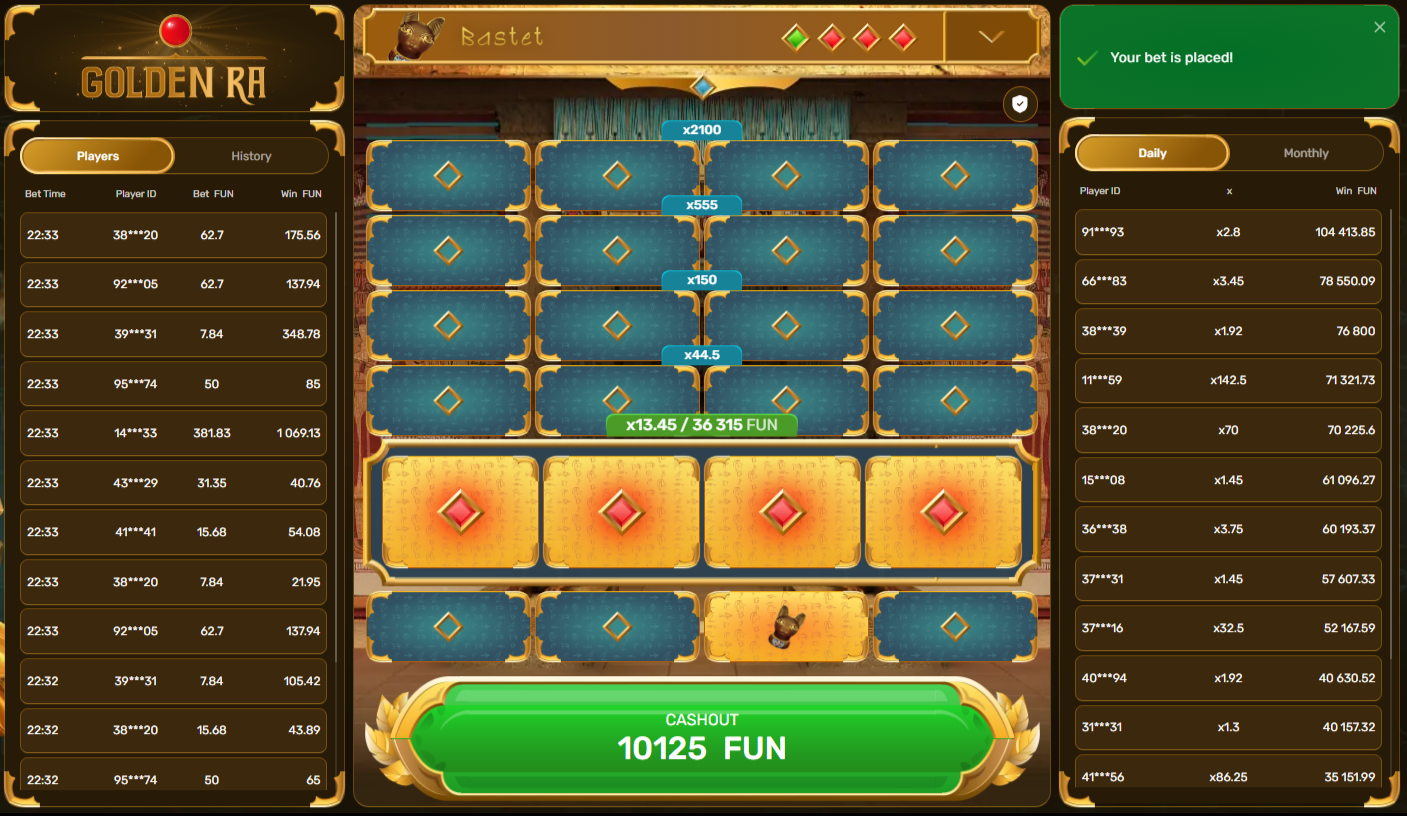 GOLDEN RA
Players History
Bet Time Player ID Bet FUN Win FUN
22:33 38***20 62.7 175.56
22:33 92***05 62.7 137.94
22:33 39***31 7.84 348.78
22:33 95***74 50 85
22:33 14***33 381.83 1 069.13
22:33 43***29 31.35 40.76
22:33 41***41 15.68 54.08
22:33 38***20 7.84 21.95
22:33 92***05 62.7 137.94
22:32 39***31 7.84 105.42
22:32 38***20 15.68 43.89
22:32 95***74 50 65
Bastet
x2100
x555
x150
x44.5
x13.45 / 36 315 FUN
CASHOUT
10125 FUN
Your bet is placed!
Daily Monthly
Player ID x Win FUN
91***93 x2.8 104 413.85
66***83 x3.45 78 550.09
38***39 x1.92 76 800
11***59 x142.5 71 321.73
38***20 x70 70 225.6
15***08 x1.45 61 096.27
36***38 x3.75 60 193.37
37***31 x1.45 57 607.33
37***16 x32.5 52 167.59
40***94 x1.92 40 630.52
31***31 x1.3 40 157.32
41***56 x86.25 35 151.99